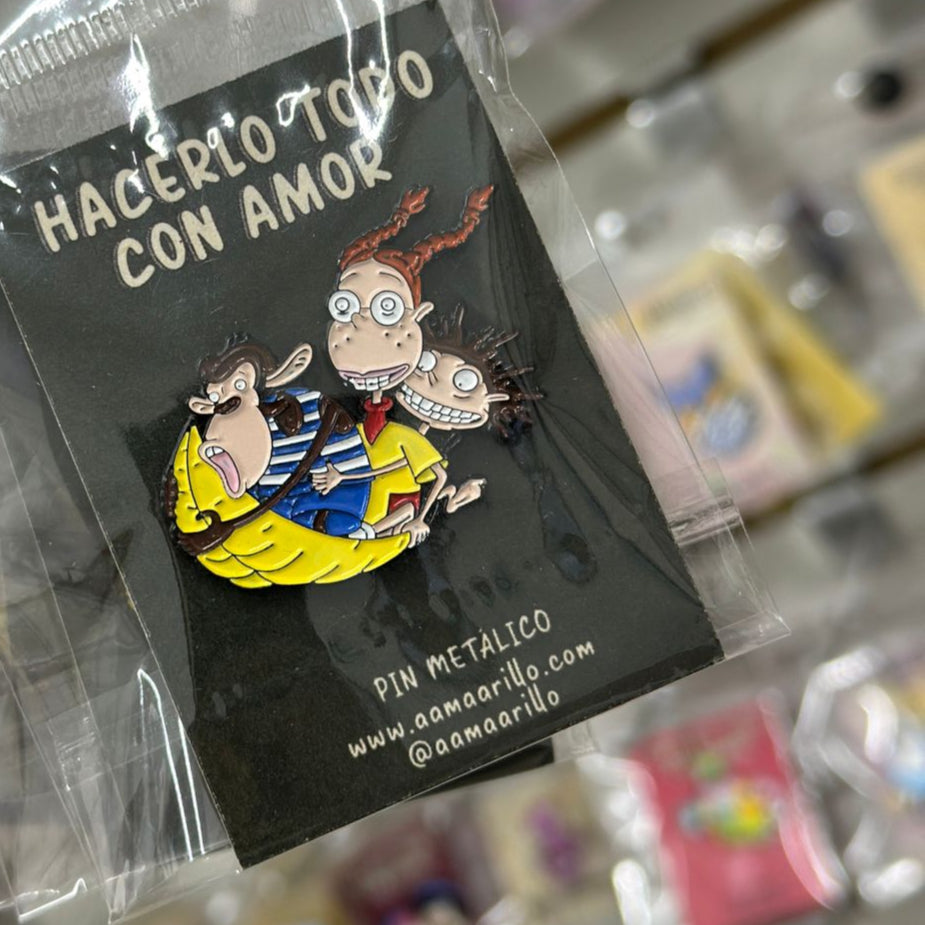 HACERLO TODO
CON AMOR
PIN METÁLICO
www.aamaarillo.com
@aamaarillo